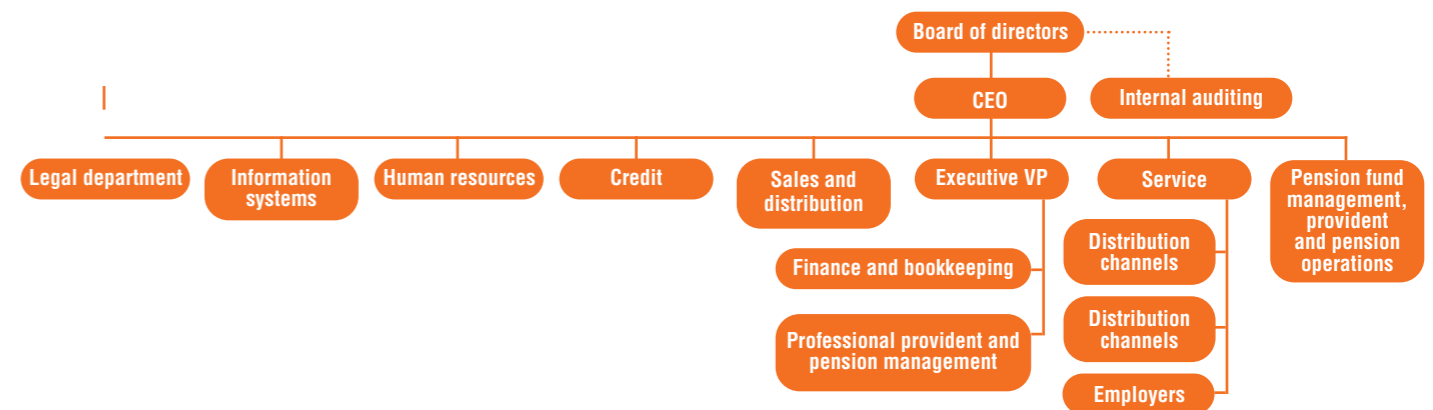 Board of directors
CEO
Internal auditing
Legal department
Information
systems
Human resources
Credit
Sales and
distribution
Executive VP
Service
Pension fund
management,
provident
and pension
operations
Finance and bookkeeping
Professional provident and
pension management
Distribution
channels
Distribution
channels
Employers